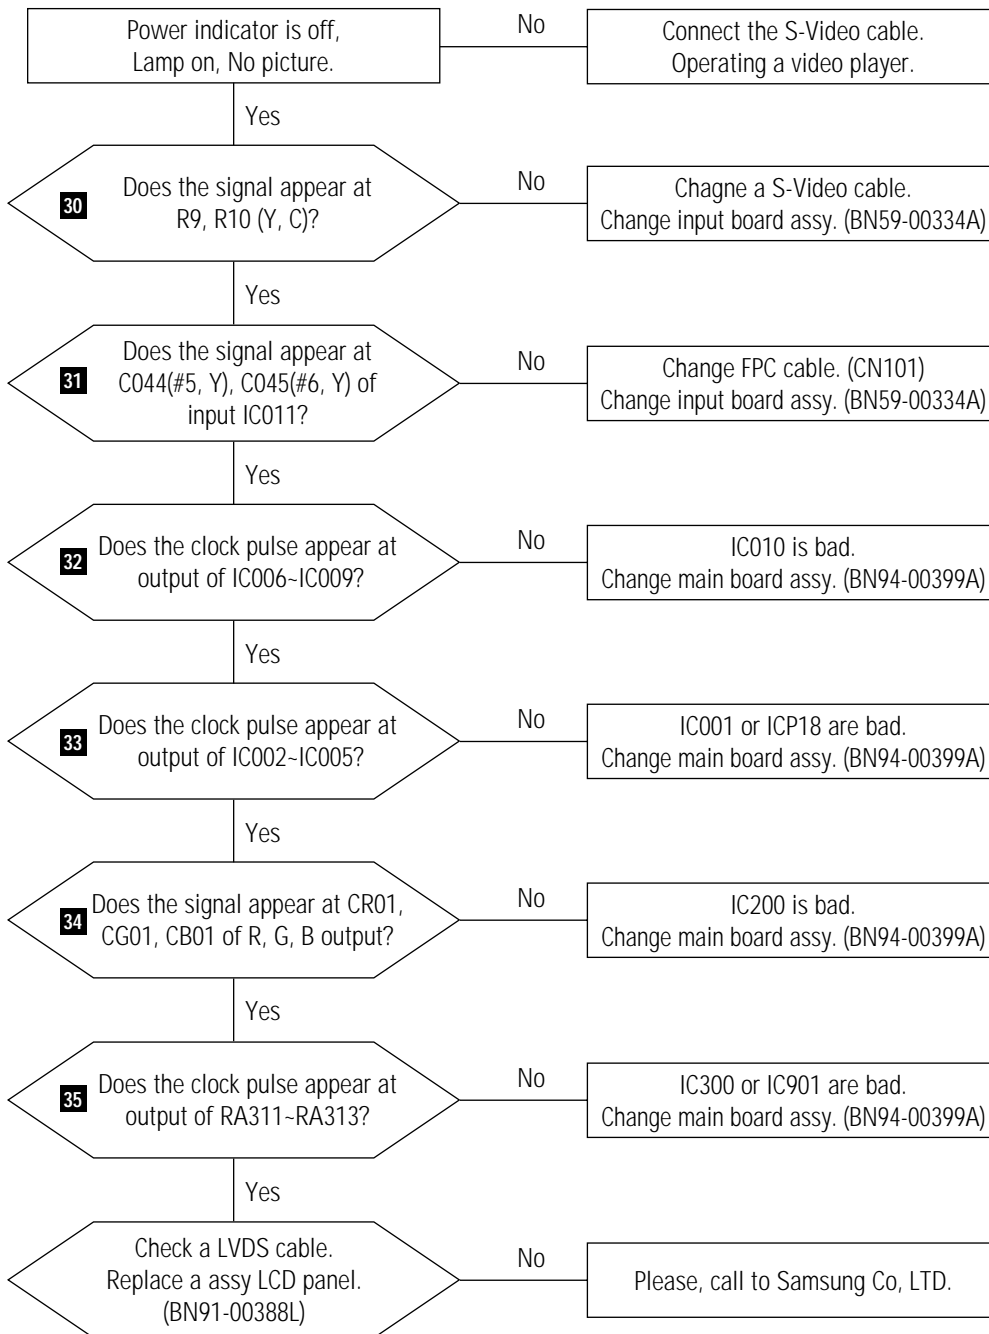 Power indicator is off,
Lamp on, No picture.
No
Connect the S-Video cable.
Operating a video player.
Yes
30
Does the signal appear at
R9, R10 (Y, C)?
No
Chagne a S-Video cable.
Change input board assy. (BN59-00334A)
Yes
31
Does the signal appear at
C044(#5, Y), C045(#6, Y) of
input IC011?
No
Change FPC cable. (CN101)
Change input board assy. (BN59-00334A)
Yes
32
Does the clock pulse appear at
output of IC006~IC009?
No
IC010 is bad.
Change main board assy. (BN94-00399A)
Yes
33
Does the clock pulse appear at
output of IC002~IC005?
No
IC001 or ICP18 are bad.
Change main board assy. (BN94-00399A)
Yes
34
Does the signal appear at CR01,
CG01, CB01 of R, G, B output?
No
IC200 is bad.
Change main board assy. (BN94-00399A)
Yes
35
Does the clock pulse appear at
output of RA311~RA313?
No
IC300 or IC901 are bad.
Change main board assy. (BN94-00399A)
Yes
Check a LVDS cable.
Replace a assy LCD panel.
(BN91-00388L)
No
Please, call to Samsung Co, LTD.